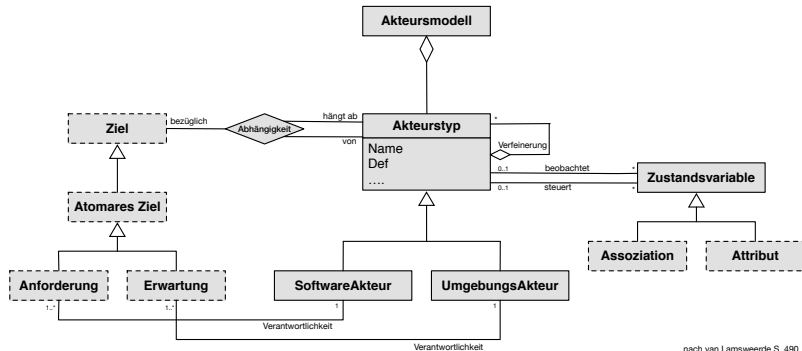 Akteursmodell
bezüglich
hängt ab
Ziel
Abhängigkeit
Akteurstyp
*
von
Name
Verfeinerung
Def
0..1
beobachtet
*
....
0..1
steuert
*
Zustandsvariable
Atomares Ziel
Assoziation
Attribut
Anforderung
Erwartung
SoftwareAkteur
UmgebungsAkteur
1..*
1..*
1
1
Verantwortlichkeit
Verantwortlichkeit
nach van Lamsweerde S. 490